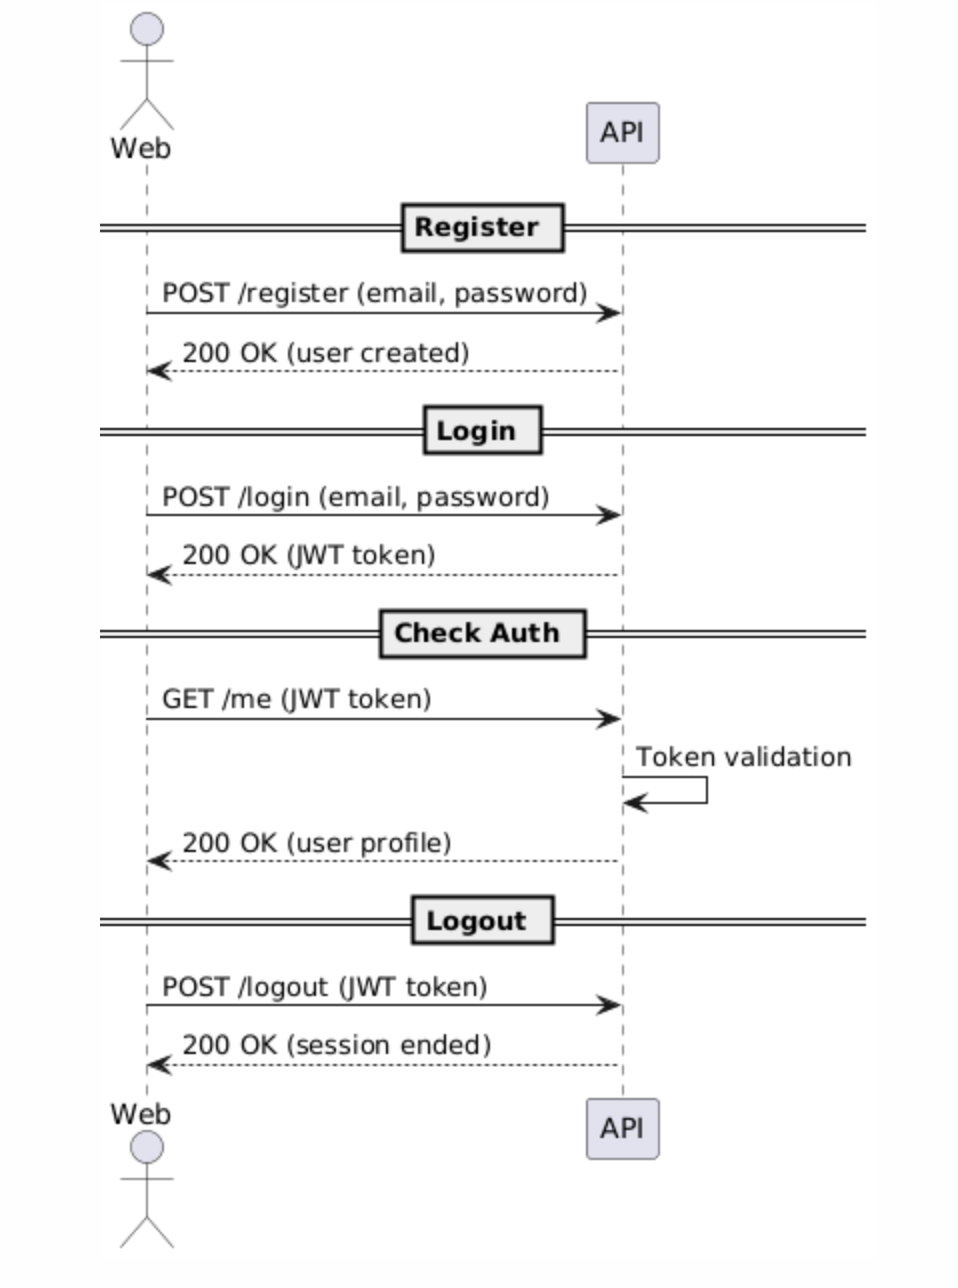 Web
API
Register
POST /register (email, password)
200 OK (user created)
Login
POST /login (email, password)
200 OK (JWT token)
Check Auth
GET /me (JWT token)
Token validation
200 OK (user profile)
Logout
POST /logout (JWT token)
200 OK (session ended)
Web
API